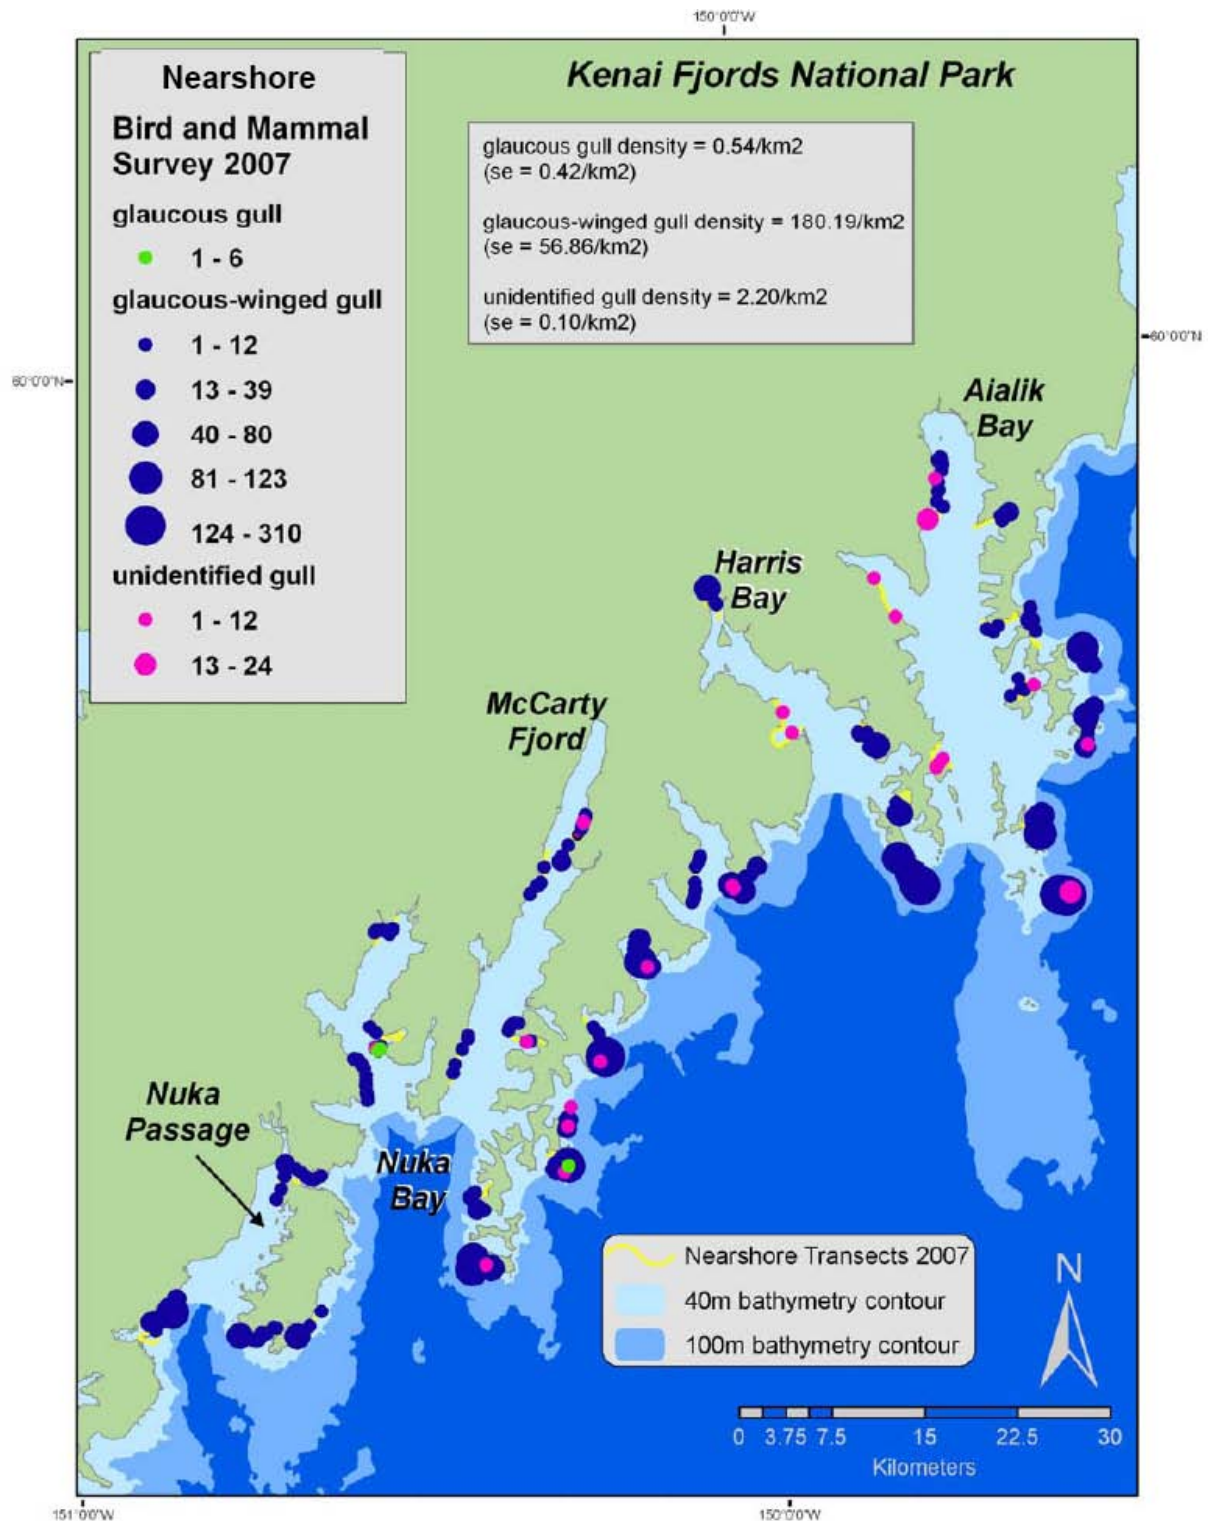 150°0'0"W
Nearshore
Bird and Mammal
Survey 2007
glaucous gull
1 - 6
glaucous-winged gull
1 - 12
13 - 39
40 - 80
81 - 123
124 - 310
unidentified gull
1 - 12
13 - 24
Kenai Fjords National Park
glaucous gull density = 0.54/km2
(se = 0.42/km2)
glaucous-winged gull density = 180.19/km2
(se = 56.86/km2)
unidentified gull density = 2.20/km2
(se = 0.10/km2)
60°0'0"N
60°0'0"N
Aialik
Bay
Harris
Bay
McCarty
Fjord
Nuka
Passage
Nuka
Bay
Nearshore Transects 2007
40m bathymetry contour
100m bathymetry contour
N
0 3.75 7.5 15 22.5 30
Kilometers
151°0'0"W
150°0'0"W